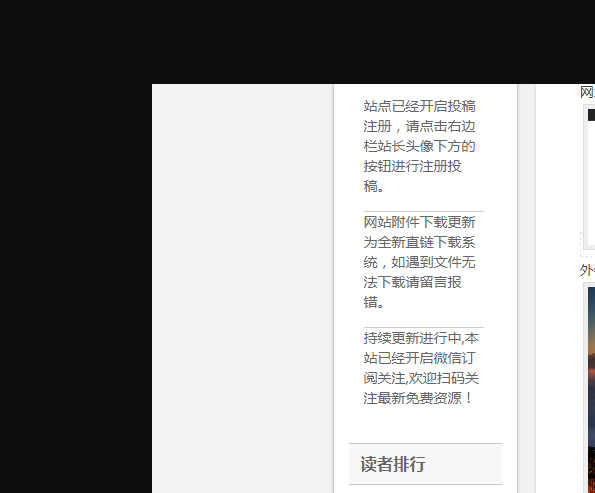 站点已经开启投稿
注册，请点击右边
栏站长头像下方的
按钮进行注册投
稿。
网站附件下载更新
为全新直链下载系
统，如遇到文件无
法下载请留言报
错。
持续更新进行中,本
站已经开启微信订
阅关注,欢迎扫码关
注最新免费资源！
读者排行
网
外